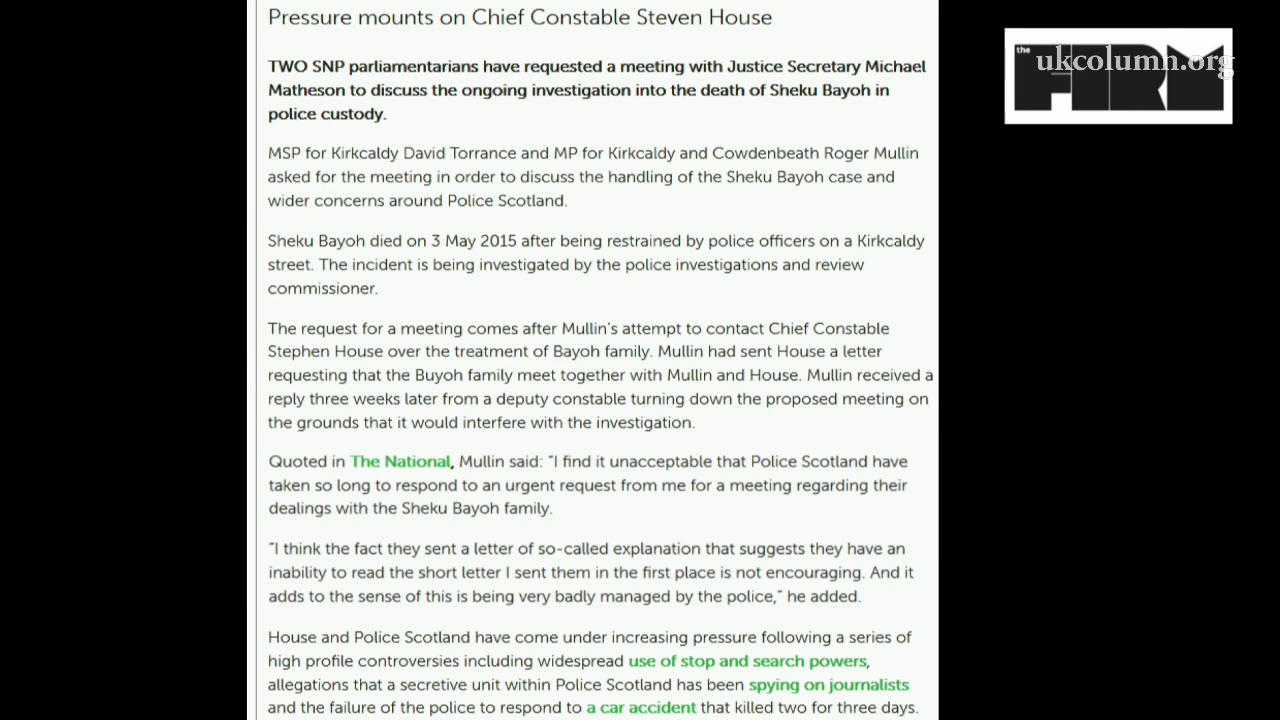 Pressure mounts on Chief Constable Steven House
TWO SNP parliamentarians have requested a meeting with Justice Secretary Michael
Matheson to discuss the ongoing investigation into the death of Sheku Bayoh in
police custody.
MSP for Kirkcaldy David Torrance and MP for Kirkcaldy and Cowdenbeath Roger Mullin
asked for the meeting in order to discuss the handling of the Sheku Bayoh case and
wider concerns around Police Scotland.
Sheku Bayoh died on 3 May 2015 after being restrained by police officers on a Kirkcaldy
street. The incident is being investigated by the police investigations and review
commissioner.
The request for a meeting comes after Mullin's attempt to contact Chief Constable
Stephen House over the treatment of Bayoh family. Mullin had sent House a letter
requesting that the Buyoh family meet together with Mullin and House. Mullin received a
reply three weeks later from a deputy constable turning down the proposed meeting on
the grounds that it would interfere with the investigation.
Quoted in The National, Mullin said: "I find it unacceptable that Police Scotland have
taken so long to respond to an urgent request from me for a meeting regarding their
dealings with the Sheku Bayoh family.
"I think the fact they sent a letter of so-called explanation that suggests they have an
inability to read the short letter I sent them in the first place is not encouraging. And it
adds to the sense of this is being very badly managed by the police," he added.
House and Police Scotland have come under increasing pressure following a series of
high profile controversies including widespread use of stop and search powers,
allegations that a secretive unit within Police Scotland has been spying on journalists
and the failure of the police to respond to a car accident that killed two for three days.
the
FIRM
ukcolumn.org